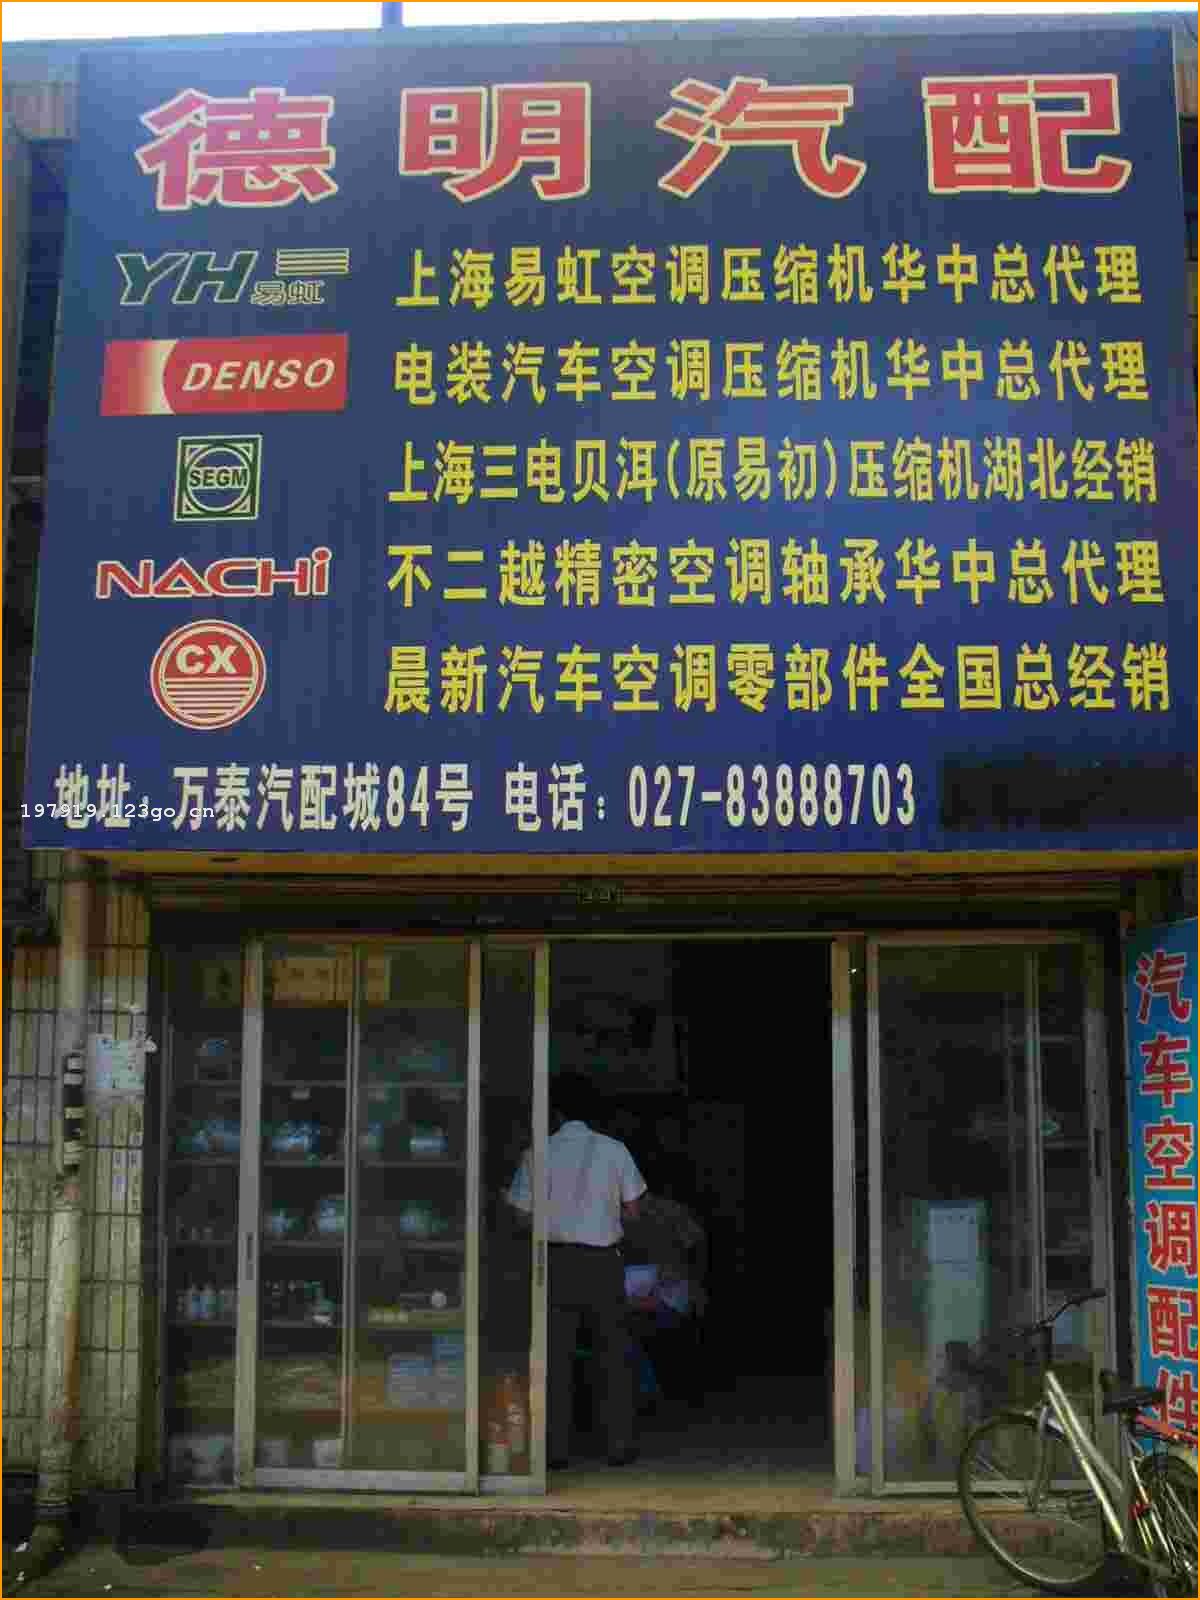 德明汽配
YH 易虹 上海易虹空调压缩机华中总代理
DENSO 电装汽车空调压缩机华中总代理
SEGM 上海三电贝洱(原易初)压缩机湖北经销
NACHi 不二越精密空调轴承华中总代理
CX 晨新汽车空调零部件全国总经销
地址：万泰汽配城84号 电话：027-83888703
197919.123go.cn
汽车空调配件